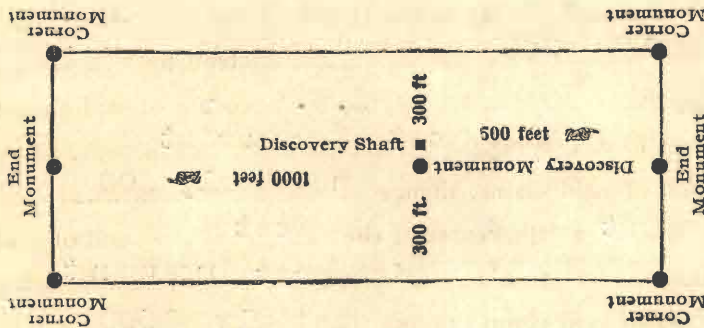 Corner
Monument
Corner
Monument
300 ft
500 feet
Discovery Shaft
Discovery Monument
End
Monument
End
Monument
1000 feet
300 ft.
Corner
Monument
Corner
Monument